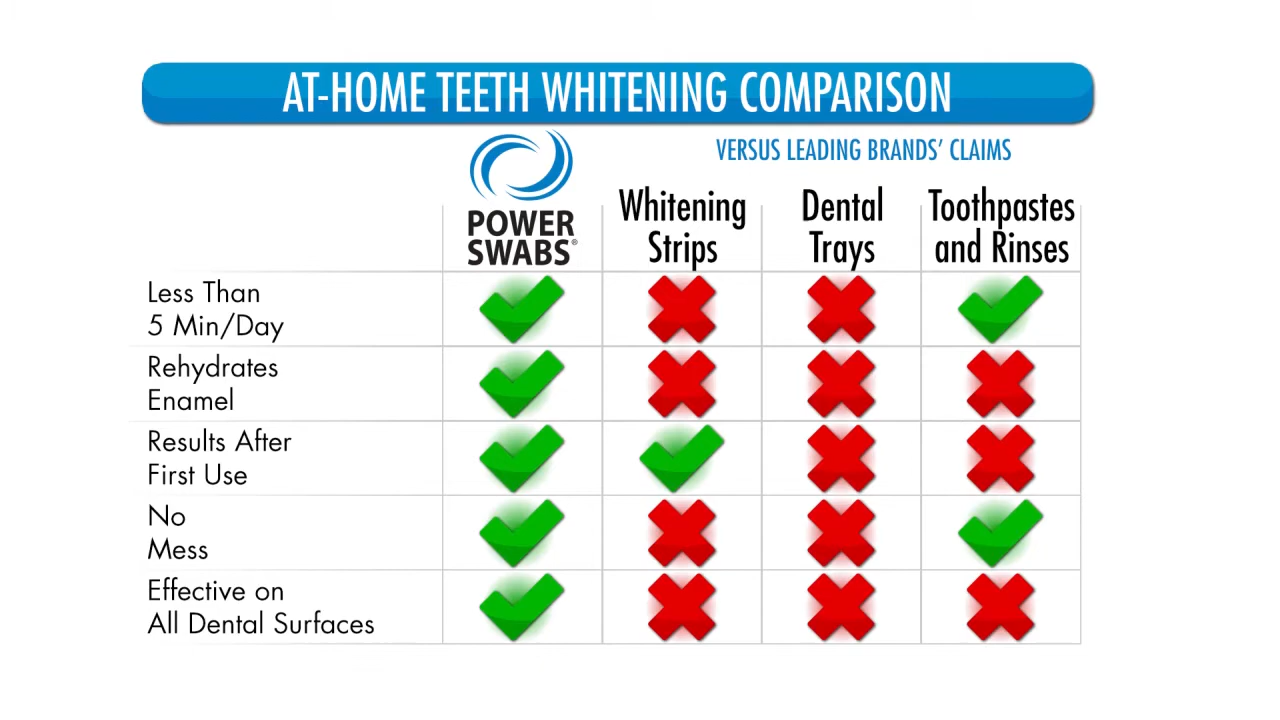 AT-HOME TEETH WHITENING COMPARISON
VERSUS LEADING BRANDS' CLAIMS
POWER
SWABS®
Whitening
Strips
Dental
Trays
Toothpastes
and Rinses
Less Than
5 Min/Day
Rehydrates
Enamel
Results After
First Use
No
Mess
Effective on
All Dental Surfaces